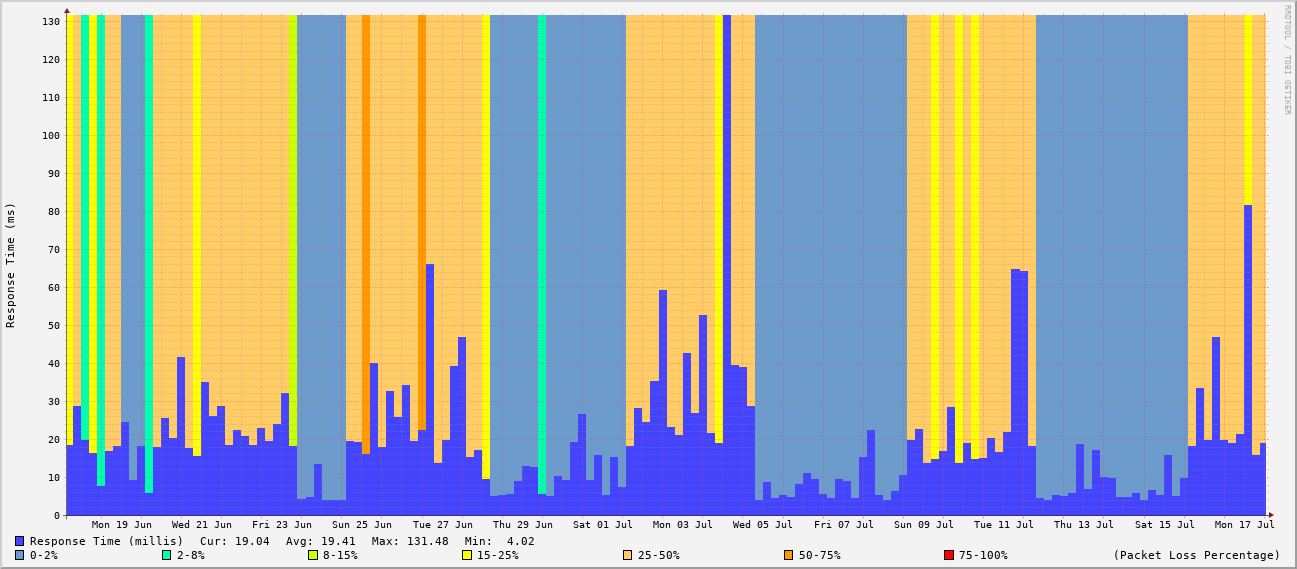 RRDTOOL / TOBI OETIKER
Response Time (ms)
130
120
110
100
90
80
70
60
50
40
30
20
10
0
Mon 19 Jun Wed 21 Jun Fri 23 Jun Sun 25 Jun Tue 27 Jun Thu 29 Jun Sat 01 Jul Mon 03 Jul Wed 05 Jul Fri 07 Jul Sun 09 Jul Tue 11 Jul Thu 13 Jul Sat 15 Jul Mon 17 Jul
Response Time (millis) Cur: 19.04 Avg: 19.41 Max: 131.48 Min: 4.02
0-2% 2-8% 8-15% 15-25% 25-50% 50-75% 75-100% (Packet Loss Percentage)